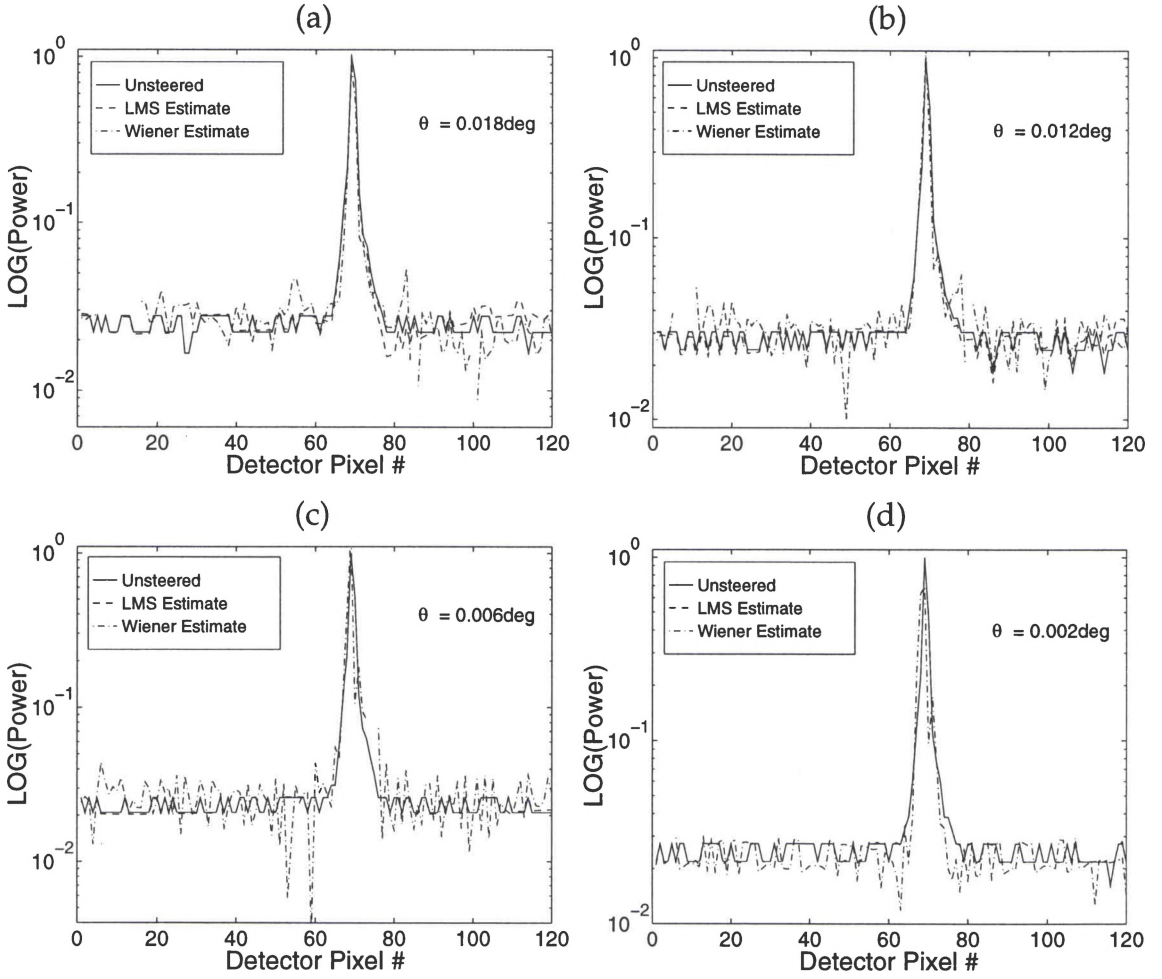 (a)
10^0
10^-1
10^-2
LOG(Power)
Unsteered
LMS Estimate
Wiener Estimate
θ = 0.018deg
0 20 40 60 80 100 120
Detector Pixel #
(b)
10^0
10^-1
10^-2
LOG(Power)
Unsteered
LMS Estimate
Wiener Estimate
θ = 0.012deg
0 20 40 60 80 100 120
Detector Pixel #
(c)
10^0
10^-1
10^-2
LOG(Power)
Unsteered
LMS Estimate
Wiener Estimate
θ = 0.006deg
0 20 40 60 80 100 120
Detector Pixel #
(d)
10^0
10^-1
10^-2
LOG(Power)
Unsteered
LMS Estimate
Wiener Estimate
θ = 0.002deg
0 20 40 60 80 100 120
Detector Pixel #